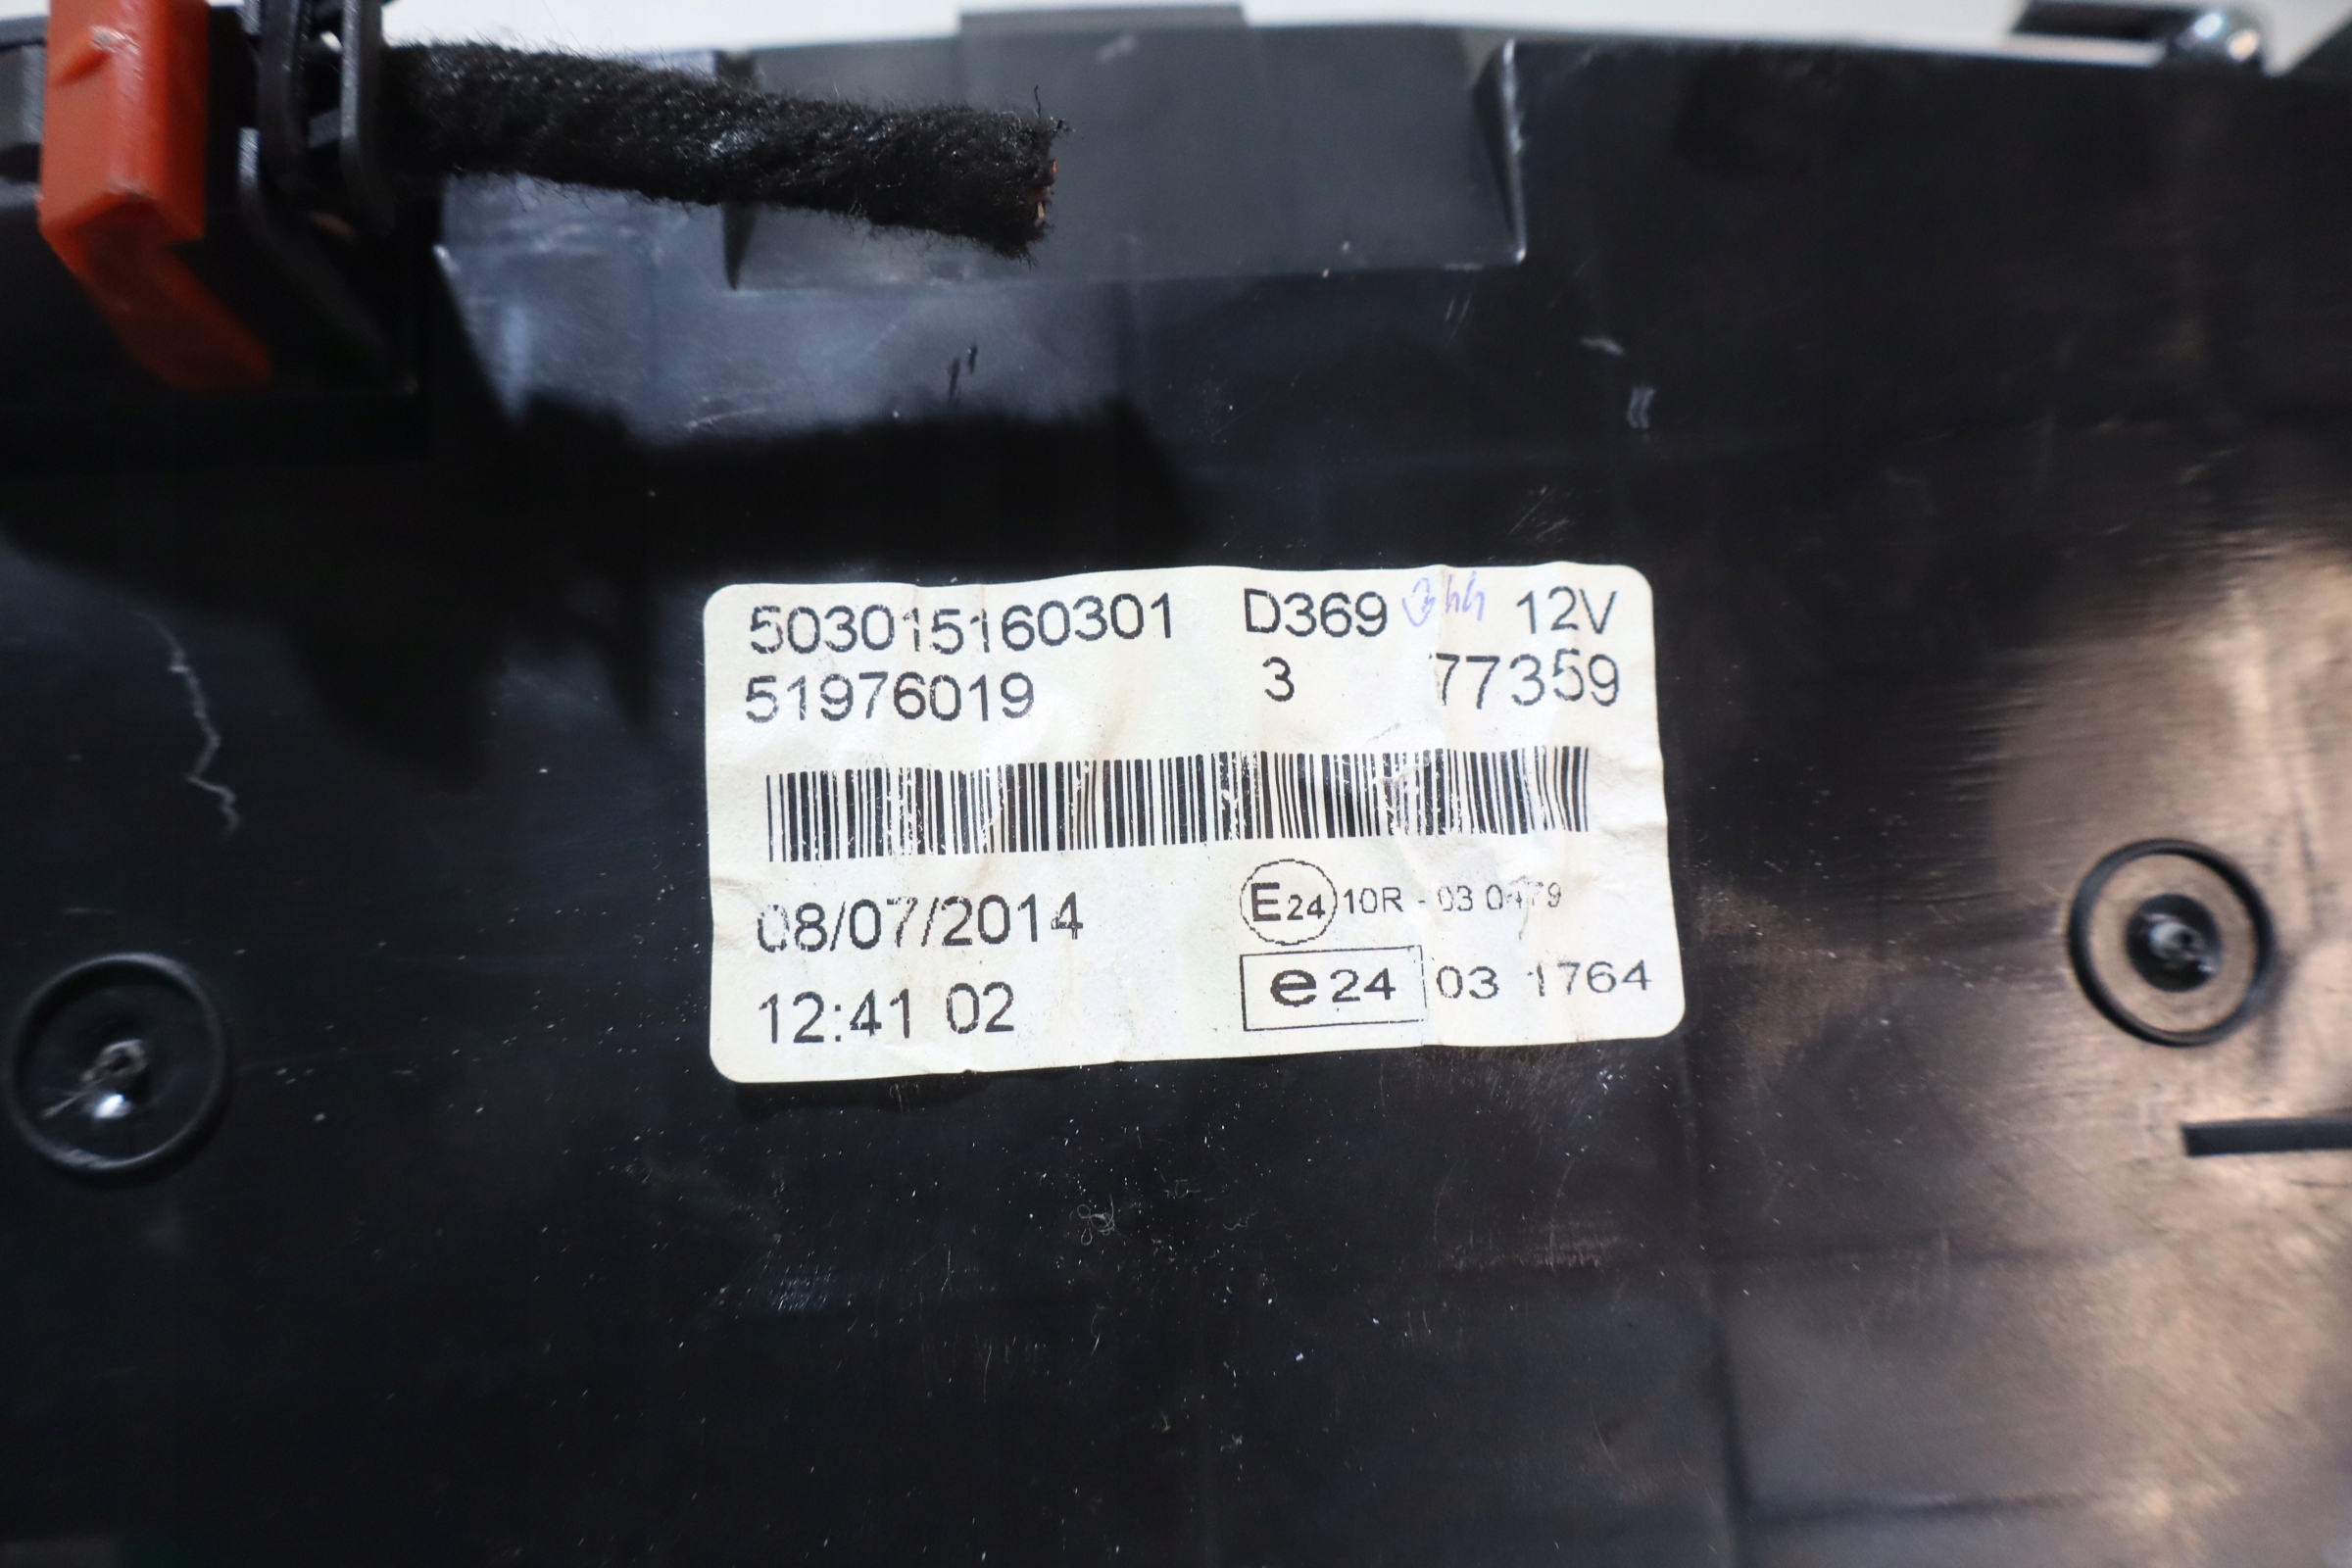 503015160301 D369 12V
51976019 3 77359
08/07/2014 E24 10R - 03 0479
12:41 02 e24 03 1764